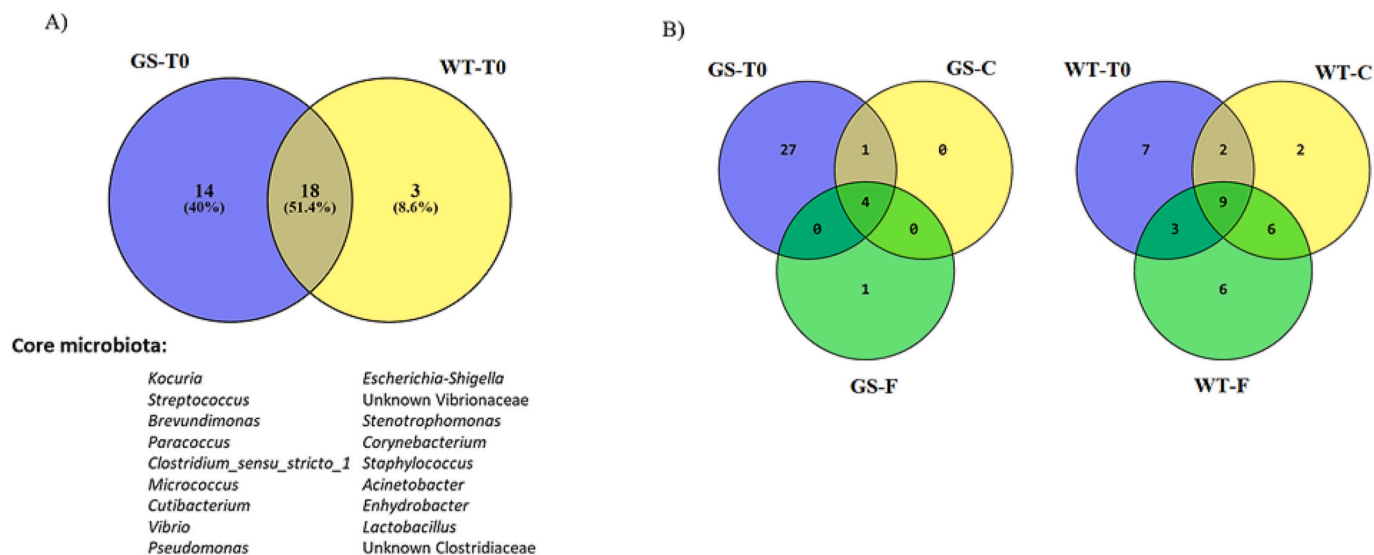 A)
GS-T0
WT-T0
14
(40%)
18
(51.4%)
3
(8.6%)
Core microbiota:
Kocuria Escherichia-Shigella
Streptococcus Unknown Vibrionaceae
Brevundimonas Stenotrophomonas
Paracoccus Corynebacterium
Clostridium_sensu_stricto_1 Staphylococcus
Micrococcus Acinetobacter
Cutibacterium Enhydrobacter
Vibrio Lactobacillus
Pseudomonas Unknown Clostridiaceae
B)
GS-T0 GS-C
27 1 0
4
0 0
1
GS-F
WT-T0 WT-C
7 2 2
9
3 6
6
WT-F